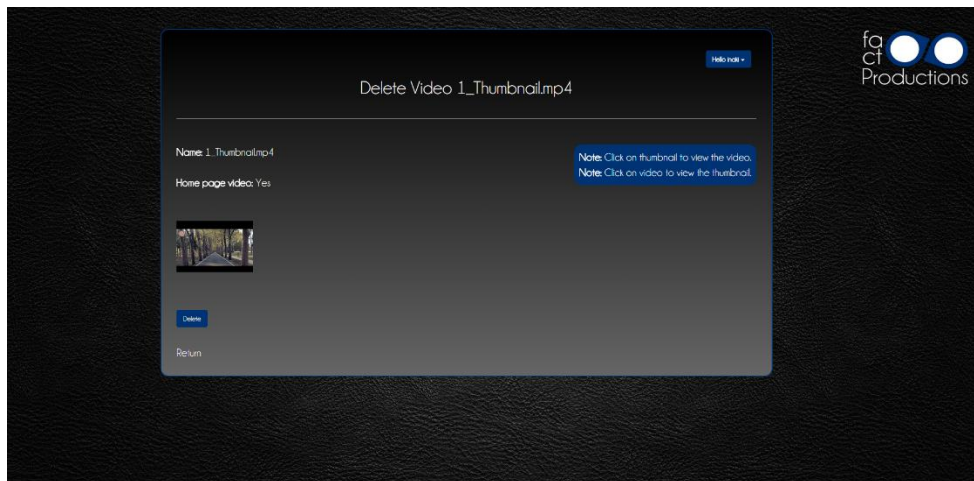 Hello inaki
fa
ct
Productions
Delete Video 1_Thumbnail.mp4
Name: 1_Thumbnail.mp4
Note: Click on thumbnail to view the video.
Note: Click on video to view the thumbnail.
Home page video: Yes
Delete
Return